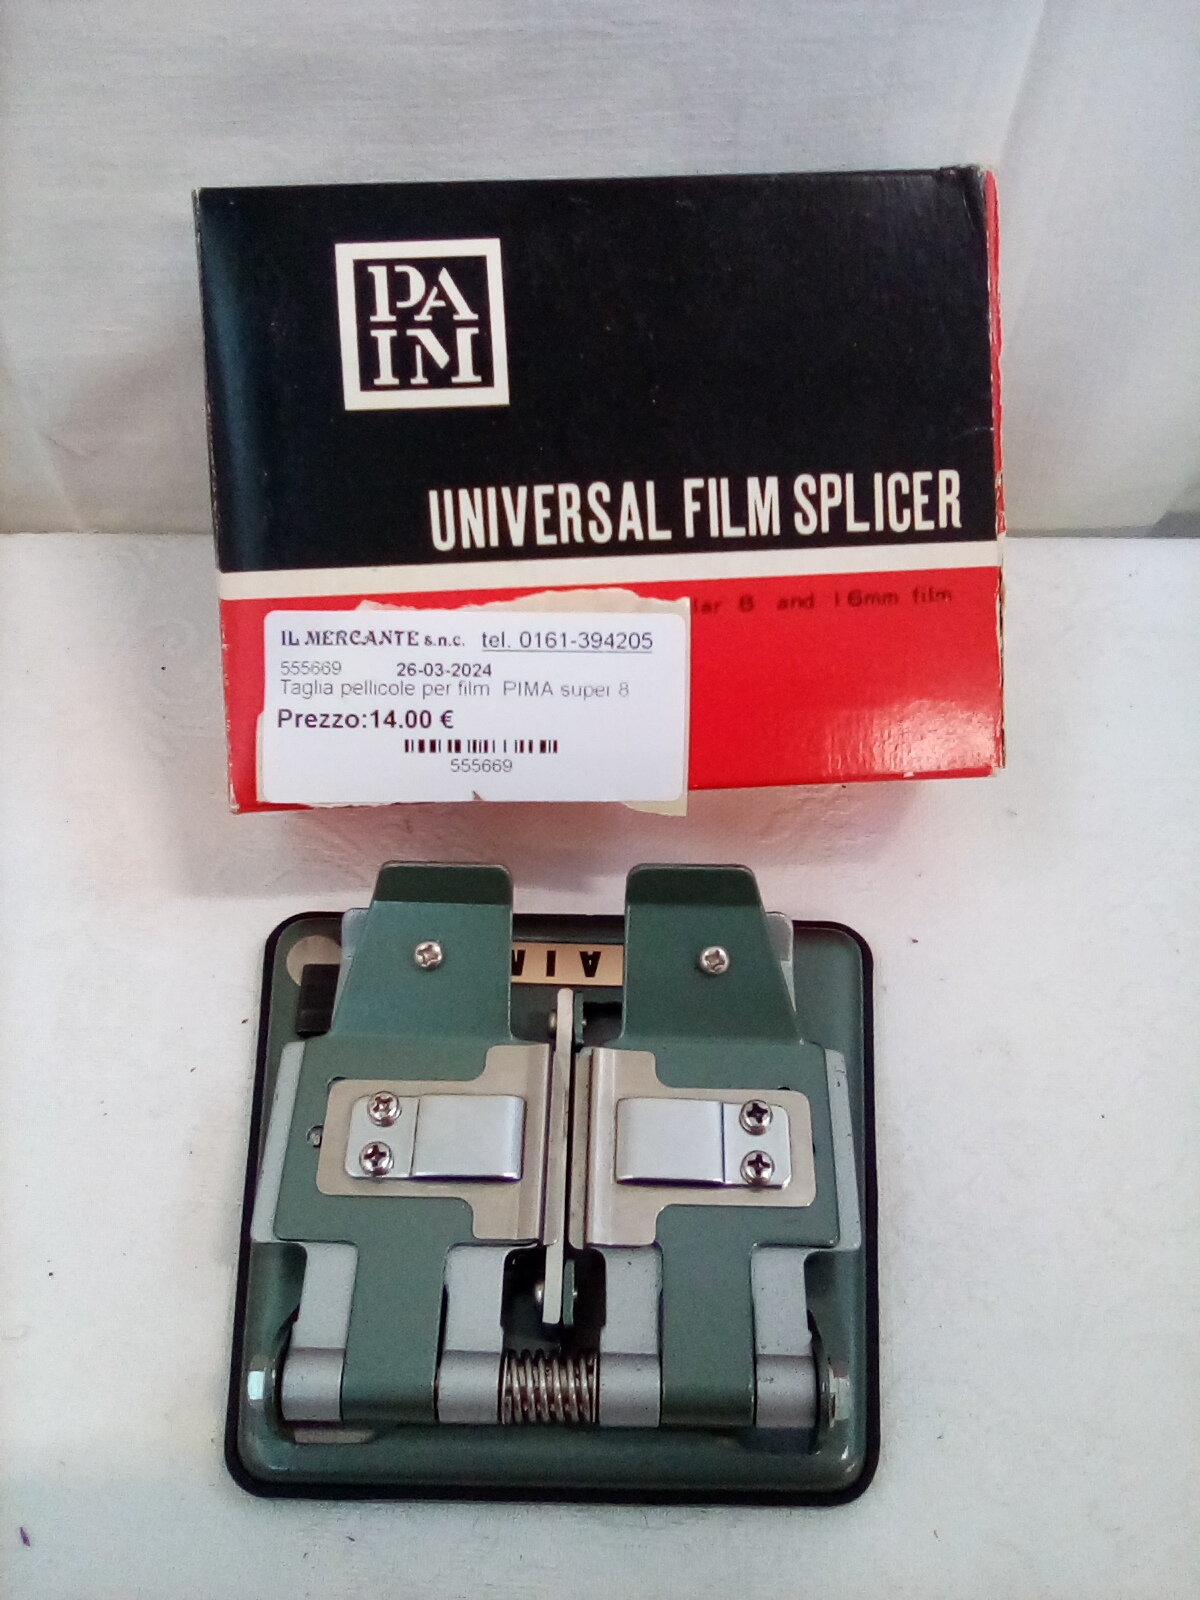 PA
IM
UNIVERSAL FILM SPLICER
lar 8 and 16mm film
IL MERCANTE s.n.c. tel. 0161-394205
555669 26-03-2024
Taglia pellicole per film PIMA super 8
Prezzo:14.00 €
555669
AIM